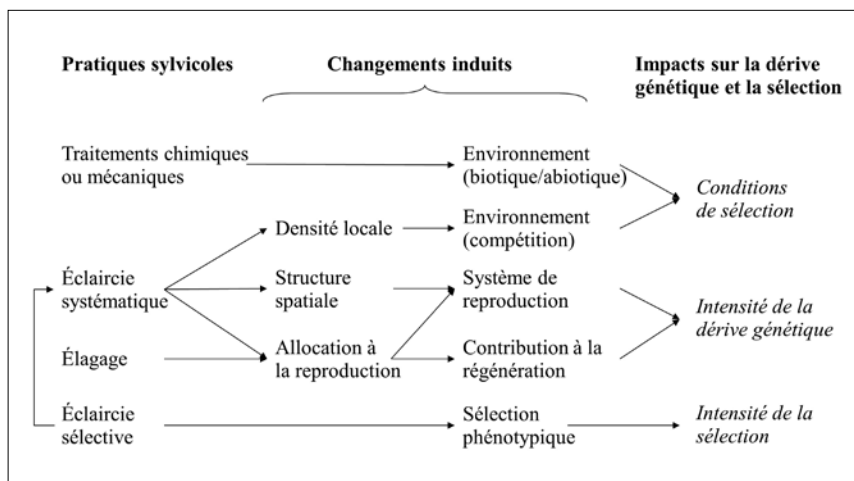 Pratiques sylvicoles
Changements induits
Impacts sur la dérive
génétique et la sélection
Traitements chimiques
ou mécaniques
Environnement
(biotique/abiotique)
Conditions
de sélection
Densité locale
Environnement
(compétition)
Éclaircie
systématique
Structure
spatiale
Système de
reproduction
Intensité de la
dérive génétique
Élagage
Allocation à
la reproduction
Contribution à la
régénération
Éclaircie
sélective
Sélection
phénotypique
Intensité de la
sélection